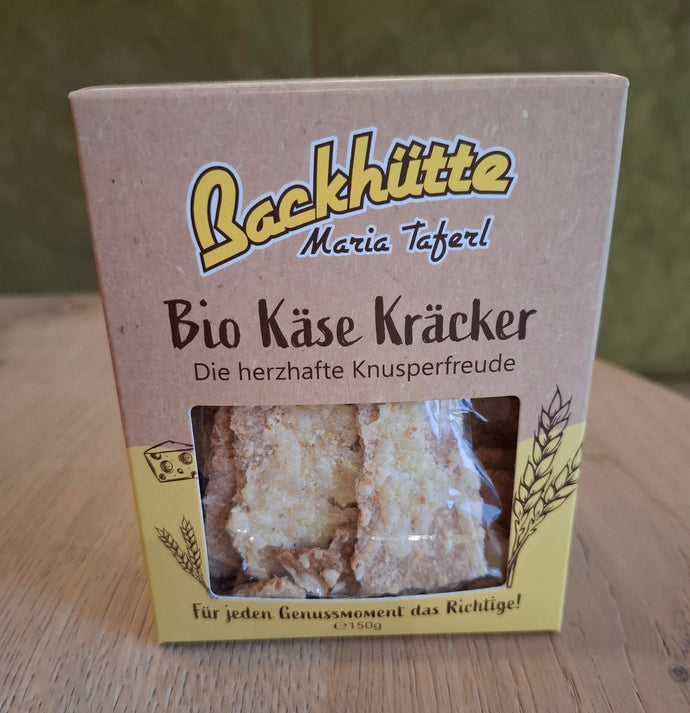 Backhütte
Maria Taferl
Bio Käse Kräcker
Die herzhafte Knusperfreude
Für jeden Genussmoment das Richtige!
℮150g